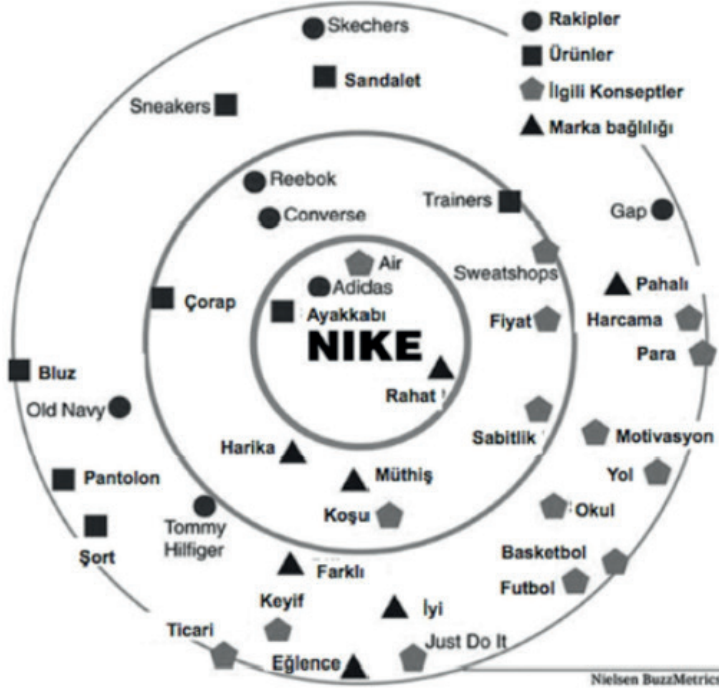 Skechers
Rakipler
Ürünler
Sandalet
İlgili Konseptler
Sneakers
Marka bağlılığı
Reebok
Trainers
Converse
Gap
Air
Sweatshops
Adidas
Pahalı
Çorap
Ayakkabı
Fiyat
Harcama
NIKE
Para
Bluz
Rahat
Old Navy
Sabitlik
Motivasyon
Harika
Pantolon
Müthiş
Yol
Koşu
Okul
Tommy
Hilfiger
Şort
Basketbol
Farklı
Futbol
Keyif
İyi
Ticari
Just Do It
Eğlence
Nielsen BuzzMetrics